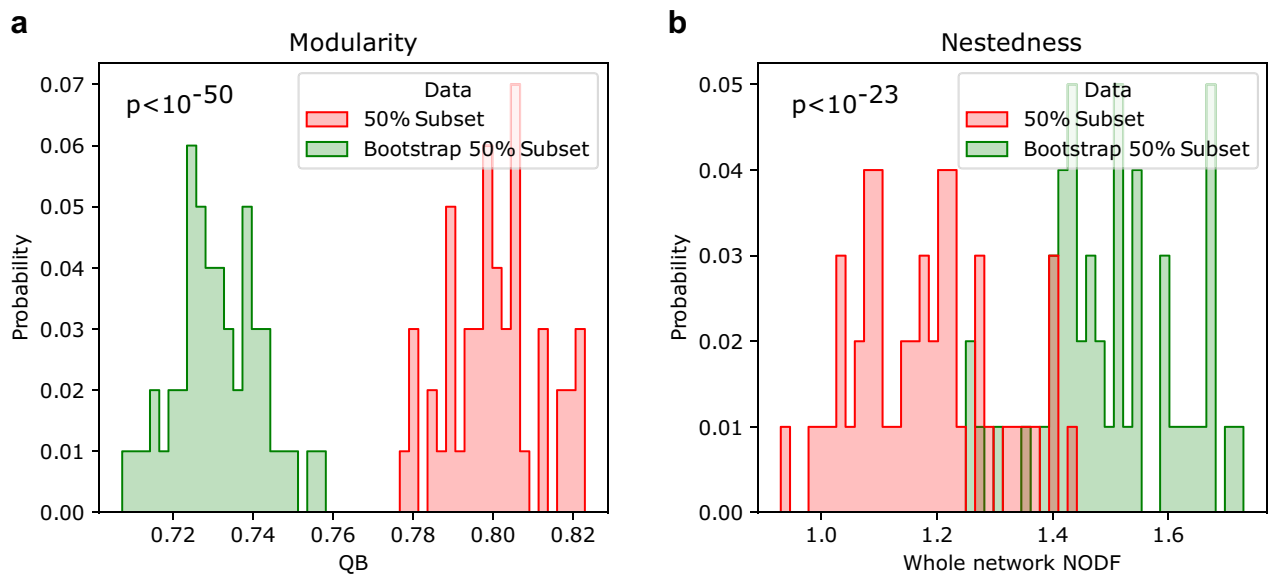 a
Modularity
p<10^-50
Data
50% Subset
Bootstrap 50% Subset
Probability
0.07
0.06
0.05
0.04
0.03
0.02
0.01
0.00
0.72 0.74 0.76 0.78 0.80 0.82
QB
b
Nestedness
p<10^-23
Data
50% Subset
Bootstrap 50% Subset
Probability
0.05
0.04
0.03
0.02
0.01
0.00
1.0 1.2 1.4 1.6
Whole network NODF